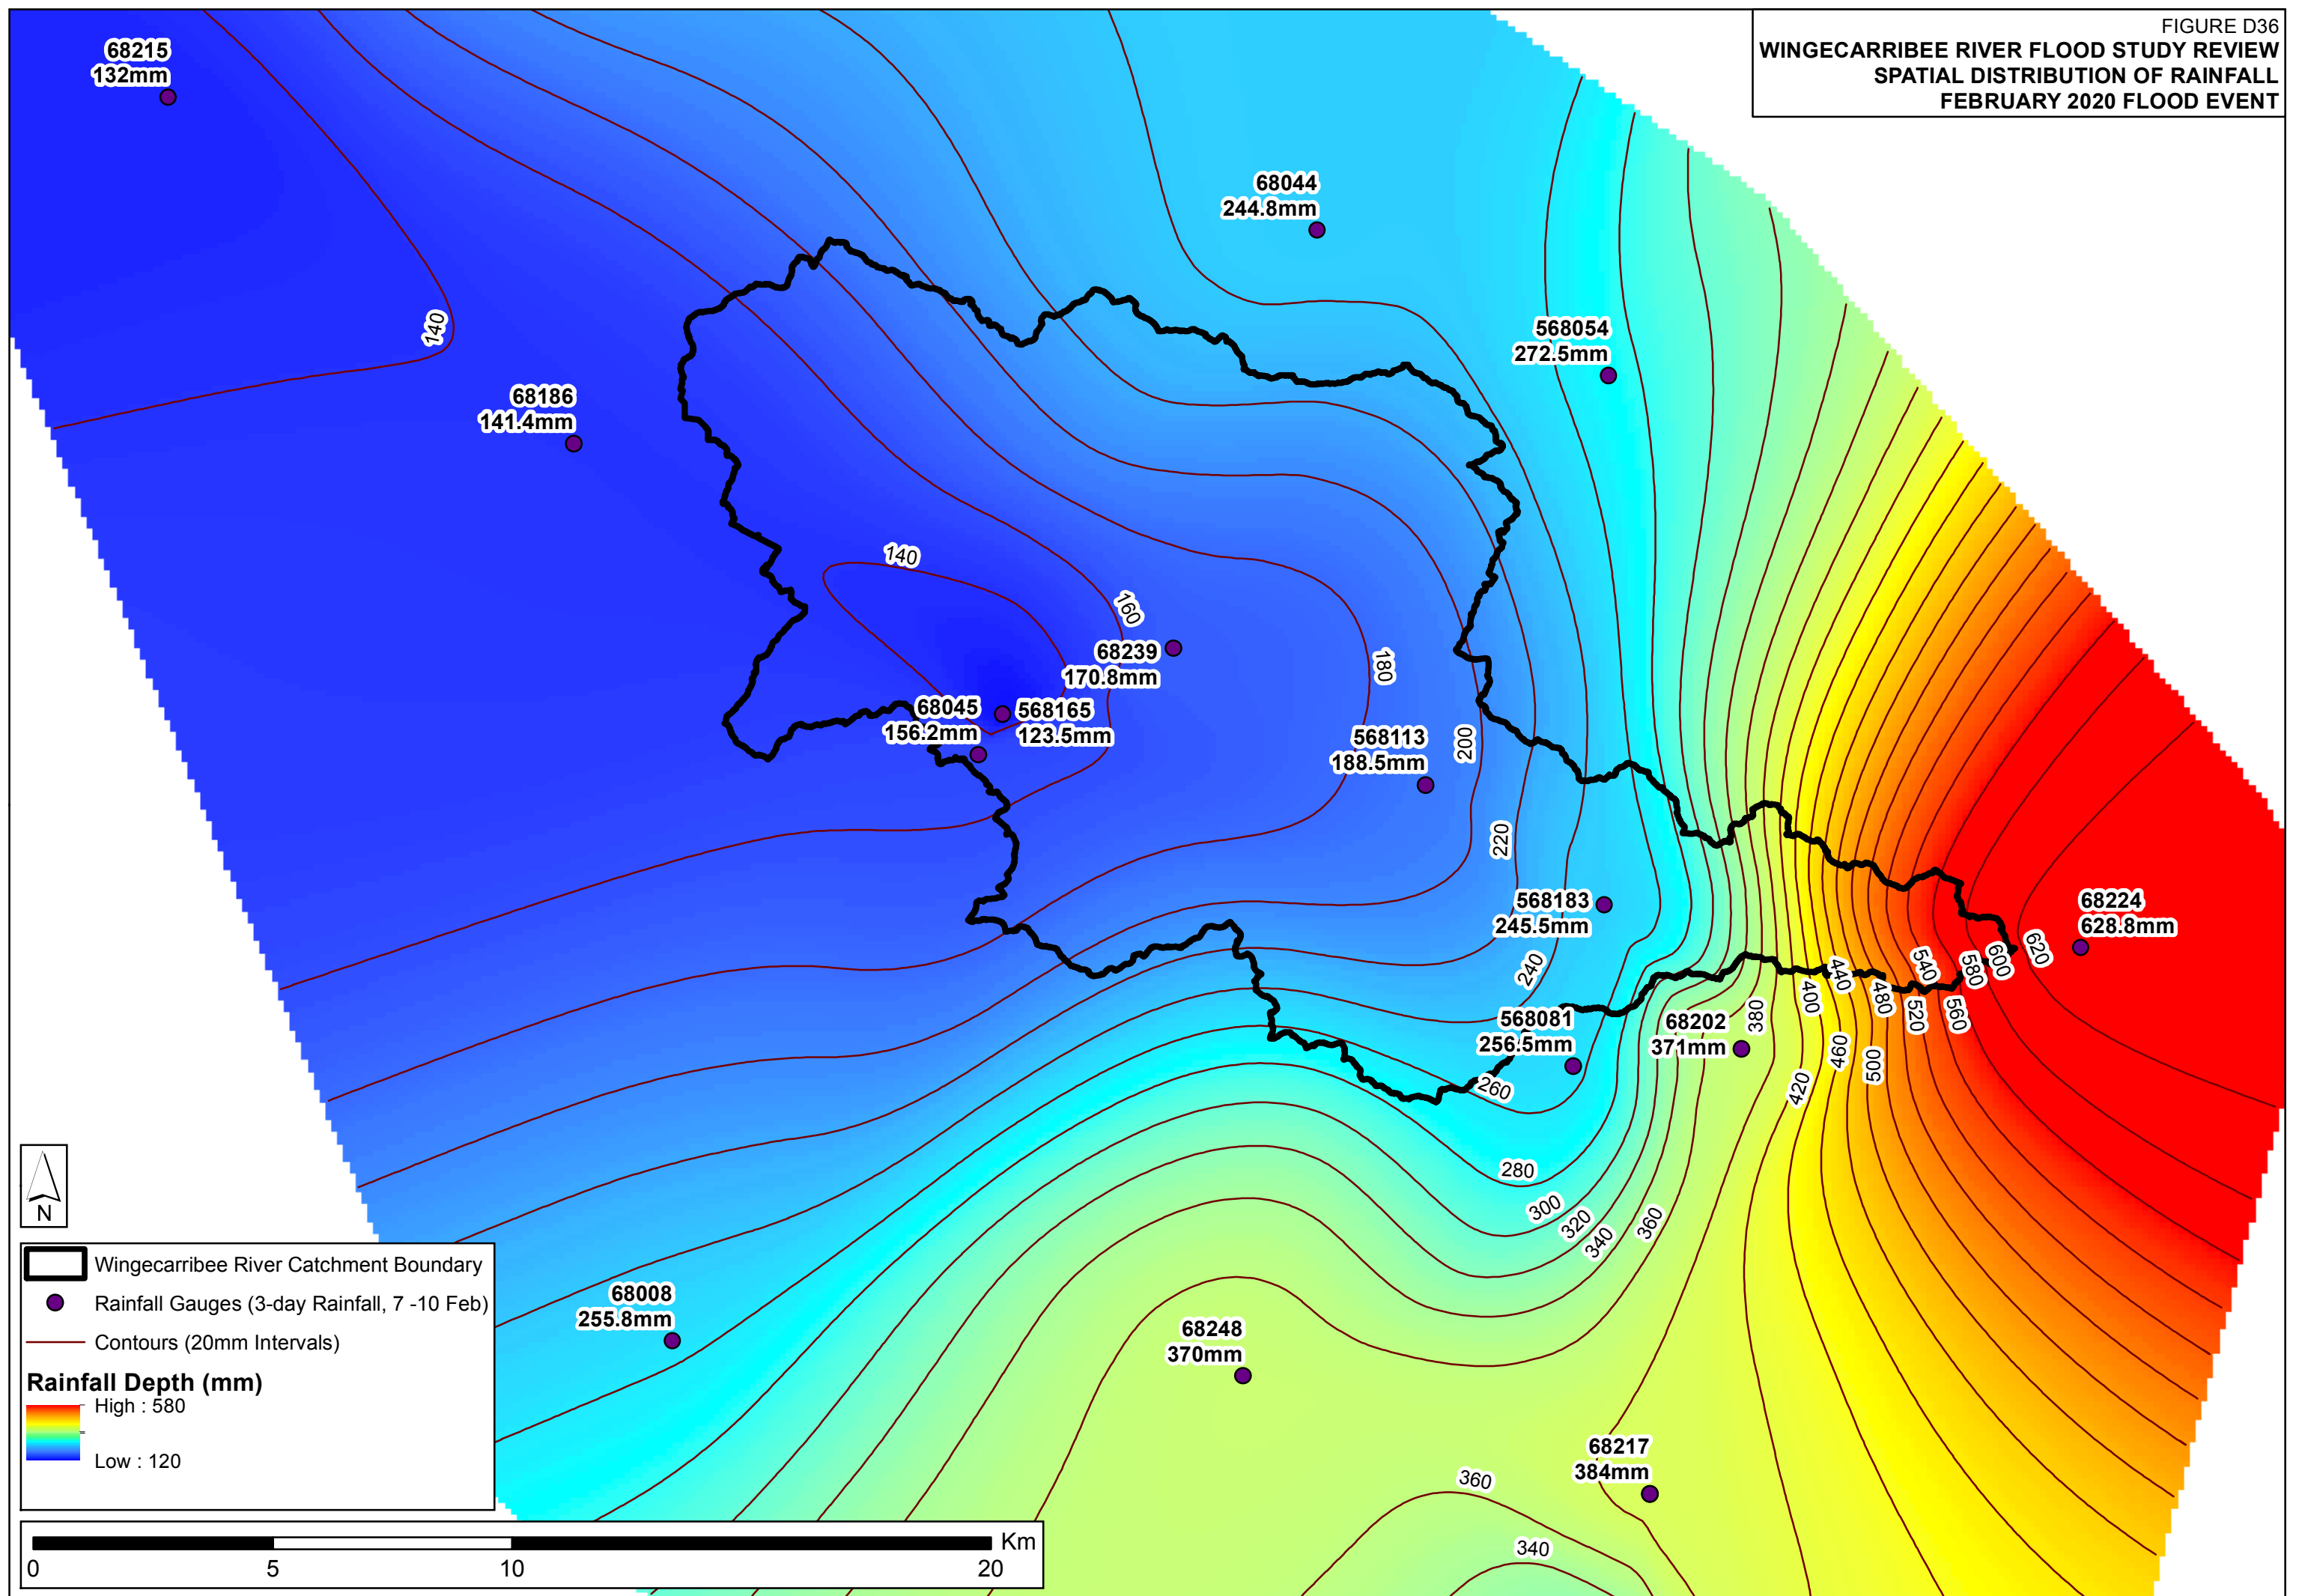 FIGURE D36
WINGECARRIBEE RIVER FLOOD STUDY REVIEW
SPATIAL DISTRIBUTION OF RAINFALL
FEBRUARY 2020 FLOOD EVENT
68215
132mm
68044
244.8mm
568054
272.5mm
140
68186
141.4mm
140
160
68239
170.8mm
180
68045
156.2mm
568165
123.5mm
568113
188.5mm
200
220
568183
245.5mm
68224
628.8mm
240
440
480
540
580
600
620
400
380
520
560
568081
256.5mm
68202
371mm
460
500
420
260
280
300
320
340
360
N
Wingecarribee River Catchment Boundary
Rainfall Gauges (3-day Rainfall, 7 -10 Feb)
Contours (20mm Intervals)
Rainfall Depth (mm)
High : 580
Low : 120
68008
255.8mm
68248
370mm
68217
384mm
360
340
Km
0 5 10 20